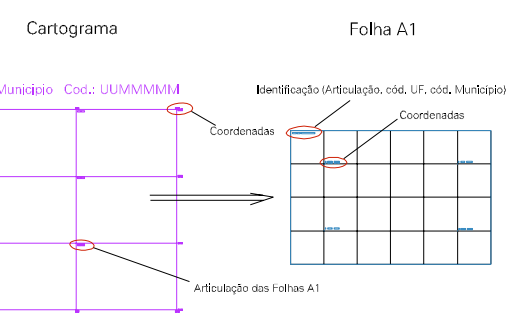 Cartograma
Folha A1
Município Cod.: UUMMMMM
Identificação (Articulação, cód. UF, cód. Município)
Coordenadas
Coordenadas
Articulação das Folhas A1